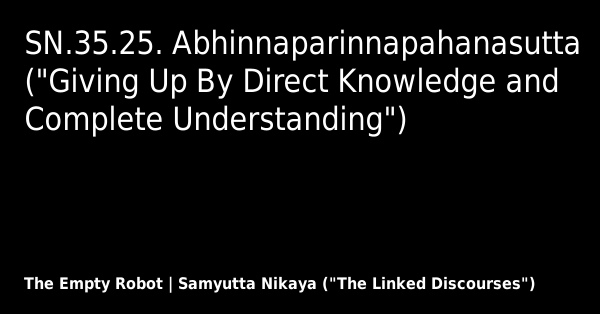 SN.35.25. Abhinnaparinnapahanasutta
("Giving Up By Direct Knowledge and
Complete Understanding")
The Empty Robot | Samyutta Nikaya ("The Linked Discourses")